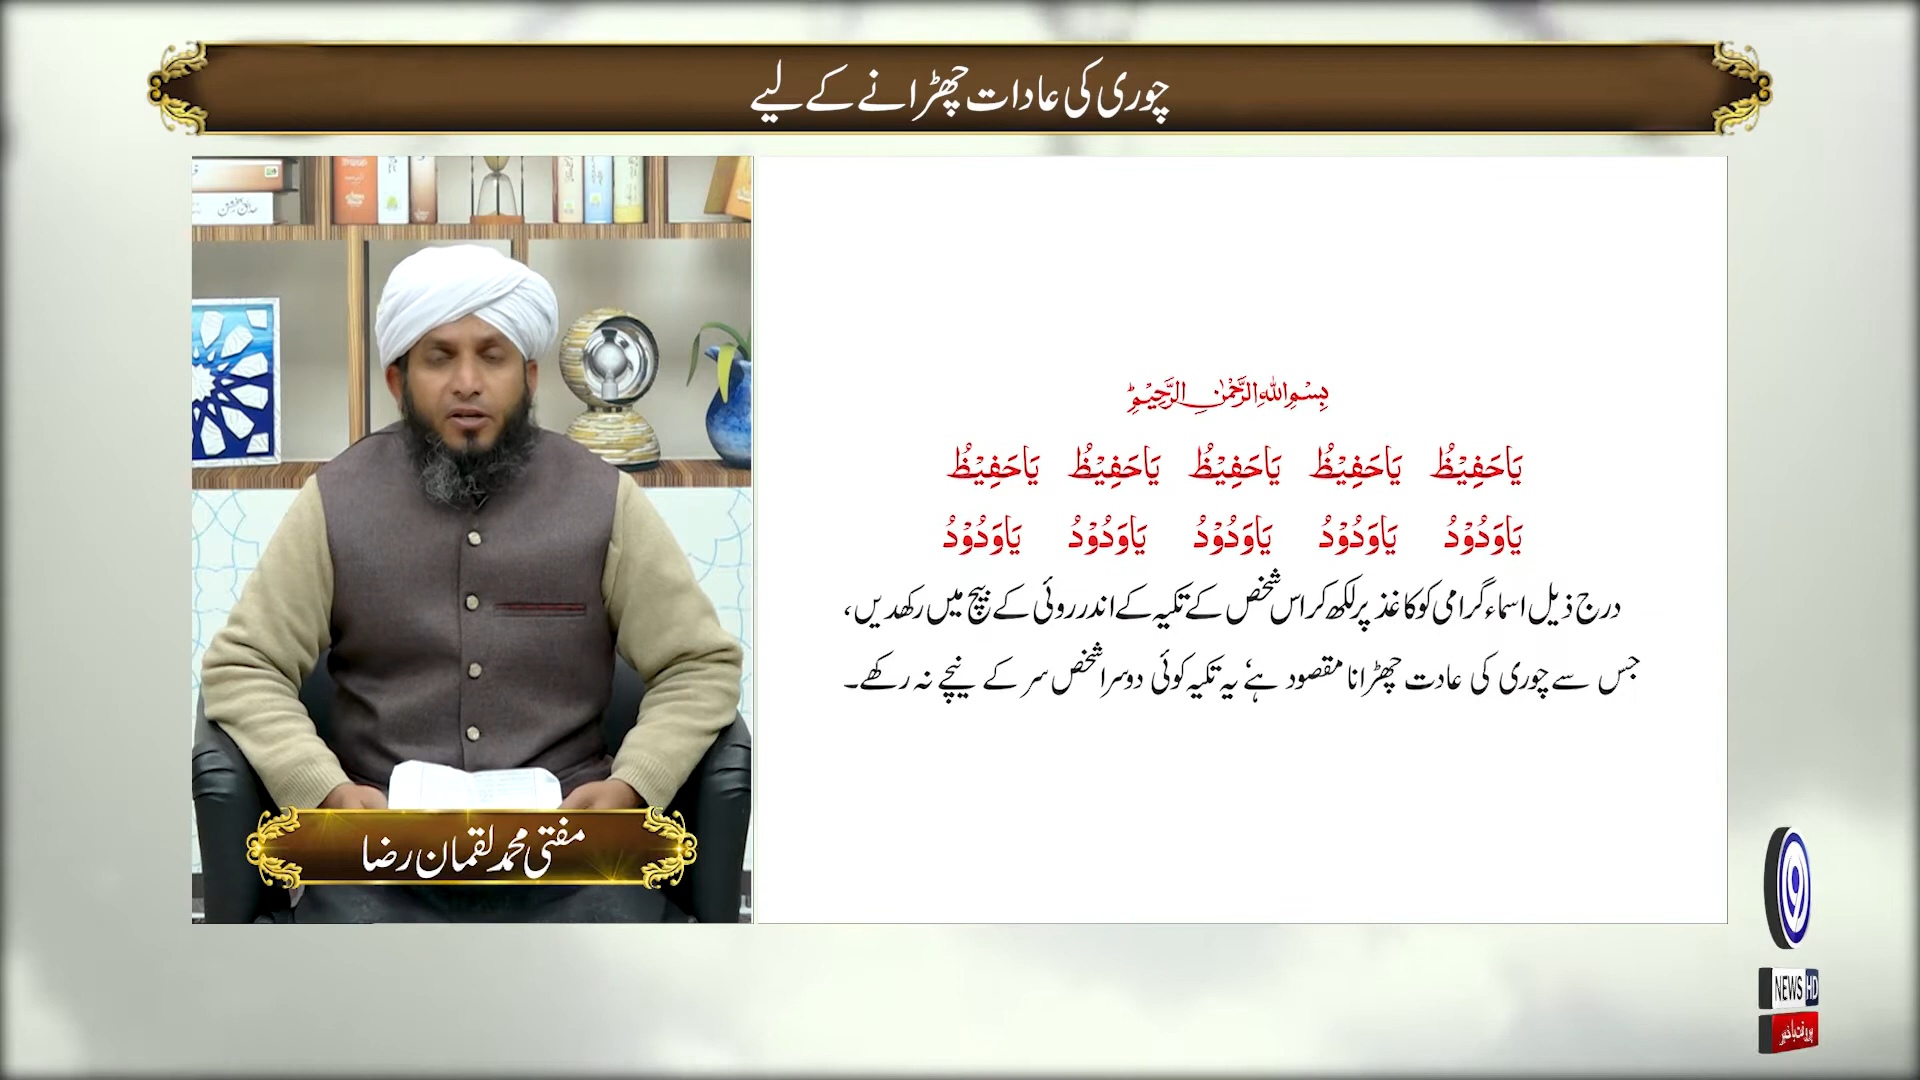 چوری کی عادات چھڑانے کے لیے
بِسْمِ اللهِ الرَّحْمٰنِ الرَّحِيْمِ
يَاحَفِيْظُ يَاحَفِيْظُ يَاحَفِيْظُ يَاحَفِيْظُ يَاحَفِيْظُ
يَاوَدُوْدُ يَاوَدُوْدُ يَاوَدُوْدُ يَاوَدُوْدُ يَاوَدُوْدُ
درج ذیل اسماء گرامی کو کاغذ پر لکھ کر اس شخص کے تکیہ کے اندر روئی کے بیچ میں رکھدیں،
جس سے چوری کی عادت چھڑانا مقصود ہے، یہ تکیہ کوئی دوسرا شخص سر کے نیچے نہ رکھے۔
مفتی محمد لقمان رضا
9
NEWS HD